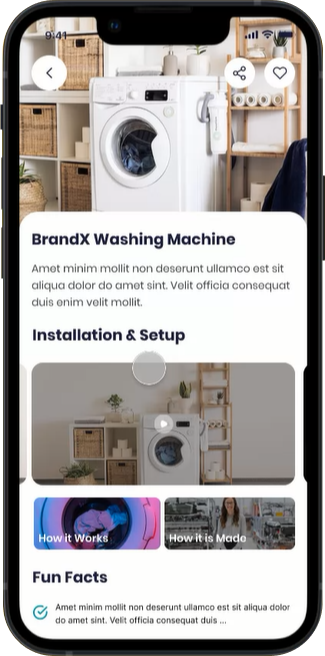 9:41
BrandX Washing Machine
Amet minim mollit non deserunt ullamco est sit
aliqua dolor do amet sint. Velit officia consequat
duis enim velit mollit.
Installation & Setup
How it Works
How it is Made
Fun Facts
Amet minim mollit non deserunt ullamco est sit aliqua dolor
do amet sint. Velit officia consequat duis ...